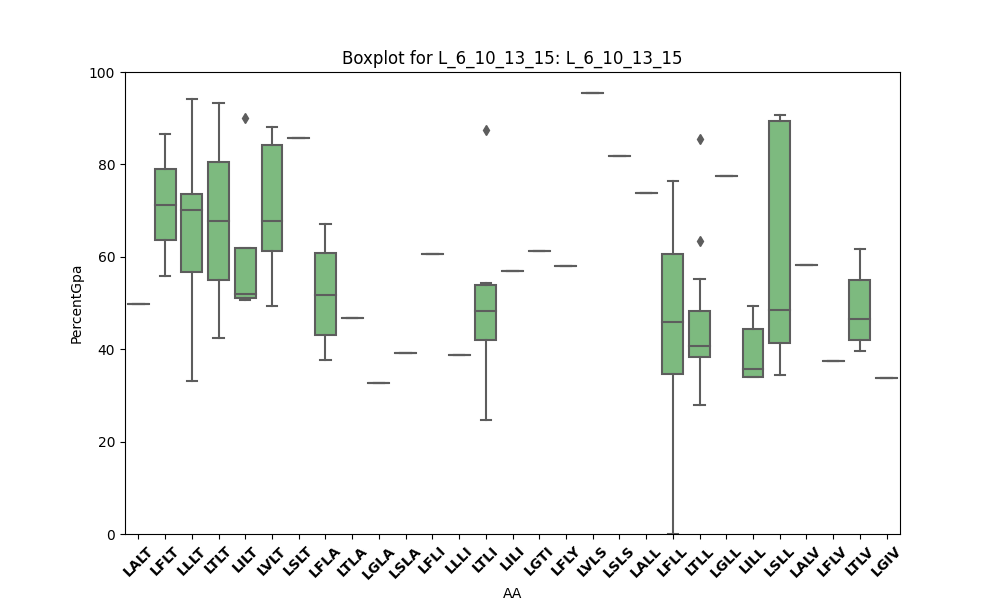 Boxplot for L_6_10_13_15: L_6_10_13_15
PercentGpa
100
80
60
40
20
0
LALT LFLT LLLT LTLT LILT LVLT LSLT LFLA LTLA LGLA LSLA LFLI LLLI LTLI LILI LGTI LFLY LVLS LSLS LALL LFLL LTLL LGLL LILL LSLL LALV LFLV LTLV LGIV
AA